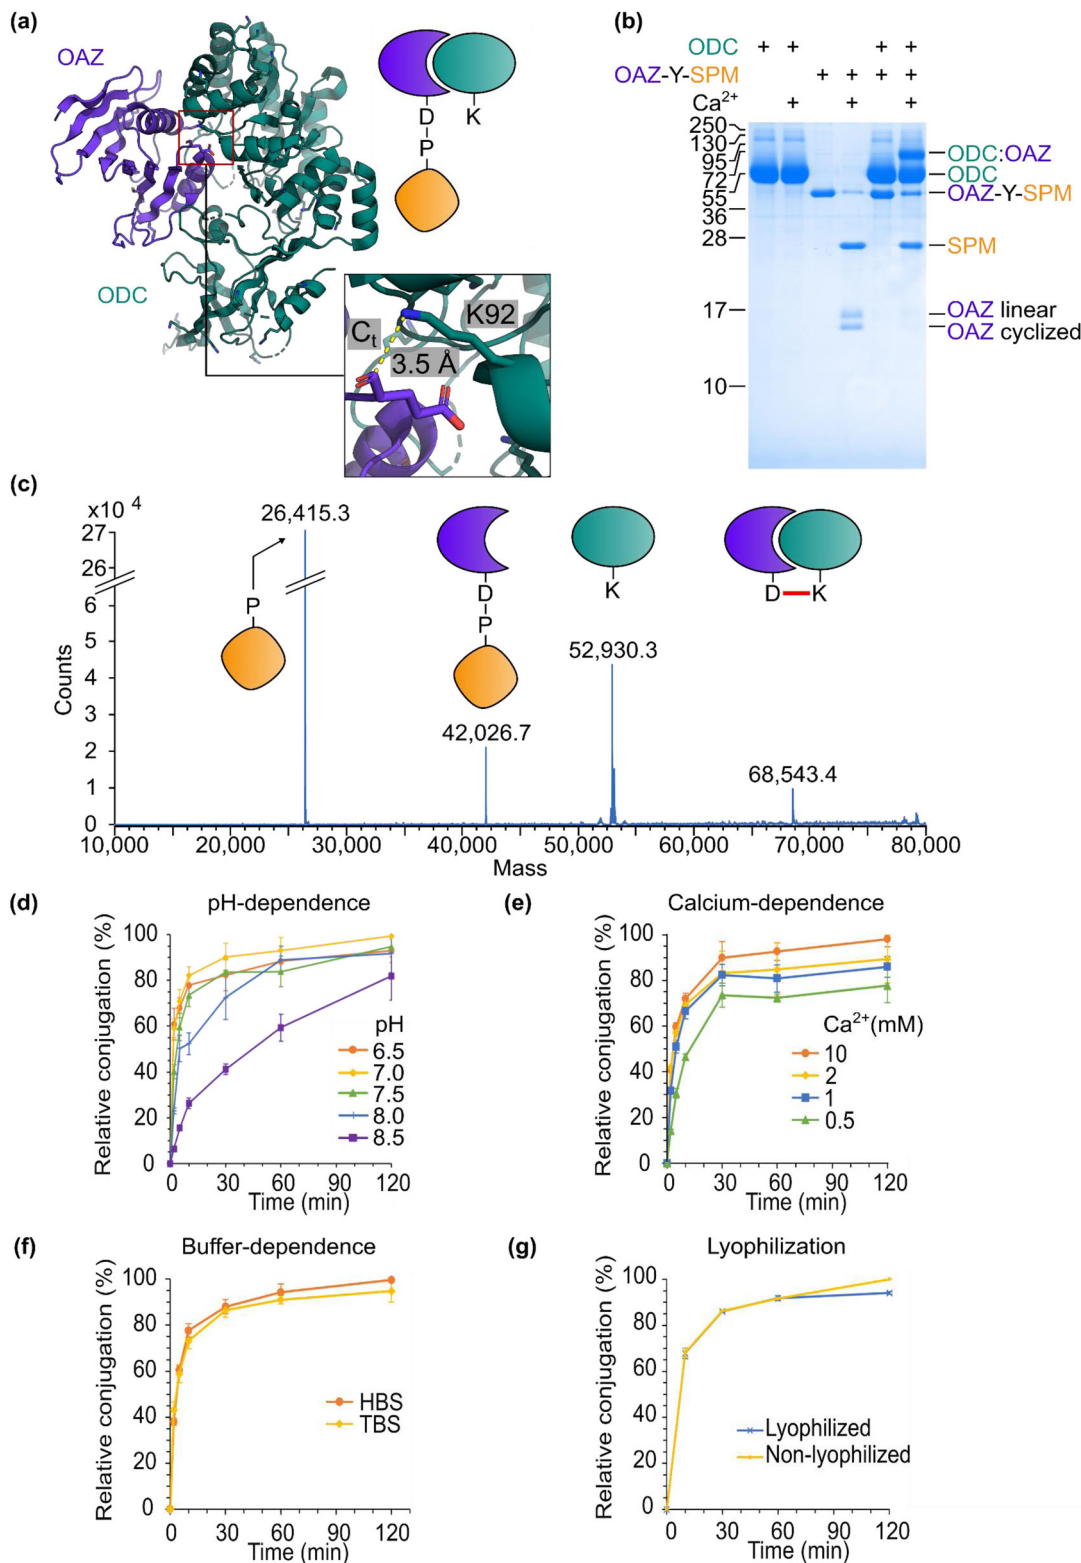 (a)
OAZ
ODC
D
K
P
K92
Ct
3.5 Å
(b)
ODC + + + +
OAZ-Y-SPM + + + +
Ca2+ + + +
250
130
95
72
55
36
28
17
10
ODC:OAZ
ODC
OAZ-Y-SPM
SPM
OAZ linear
OAZ cyclized
(c)
x10 4
27
26
6
5
4
3
2
1
0
Counts
26,415.3
P
D
P
42,026.7
K
52,930.3
D K
68,543.4
10,000 20,000 30,000 40,000 50,000 60,000 70,000 80,000
Mass
(d)
pH-dependence
Relative conjugation (%)
100
80
60
40
20
0
pH
6.5
7.0
7.5
8.0
8.5
0 30 60 90 120
Time (min)
(e)
Calcium-dependence
Relative conjugation (%)
100
80
60
40
20
0
Ca2+(mM)
10
2
1
0.5
0 30 60 90 120
Time (min)
(f)
Buffer-dependence
Relative conjugation (%)
100
80
60
40
20
0
HBS
TBS
0 30 60 90 120
Time (min)
(g)
Lyophilization
Relative conjugation (%)
100
80
60
40
20
0
Lyophilized
Non-lyophilized
0 30 60 90 120
Time (min)